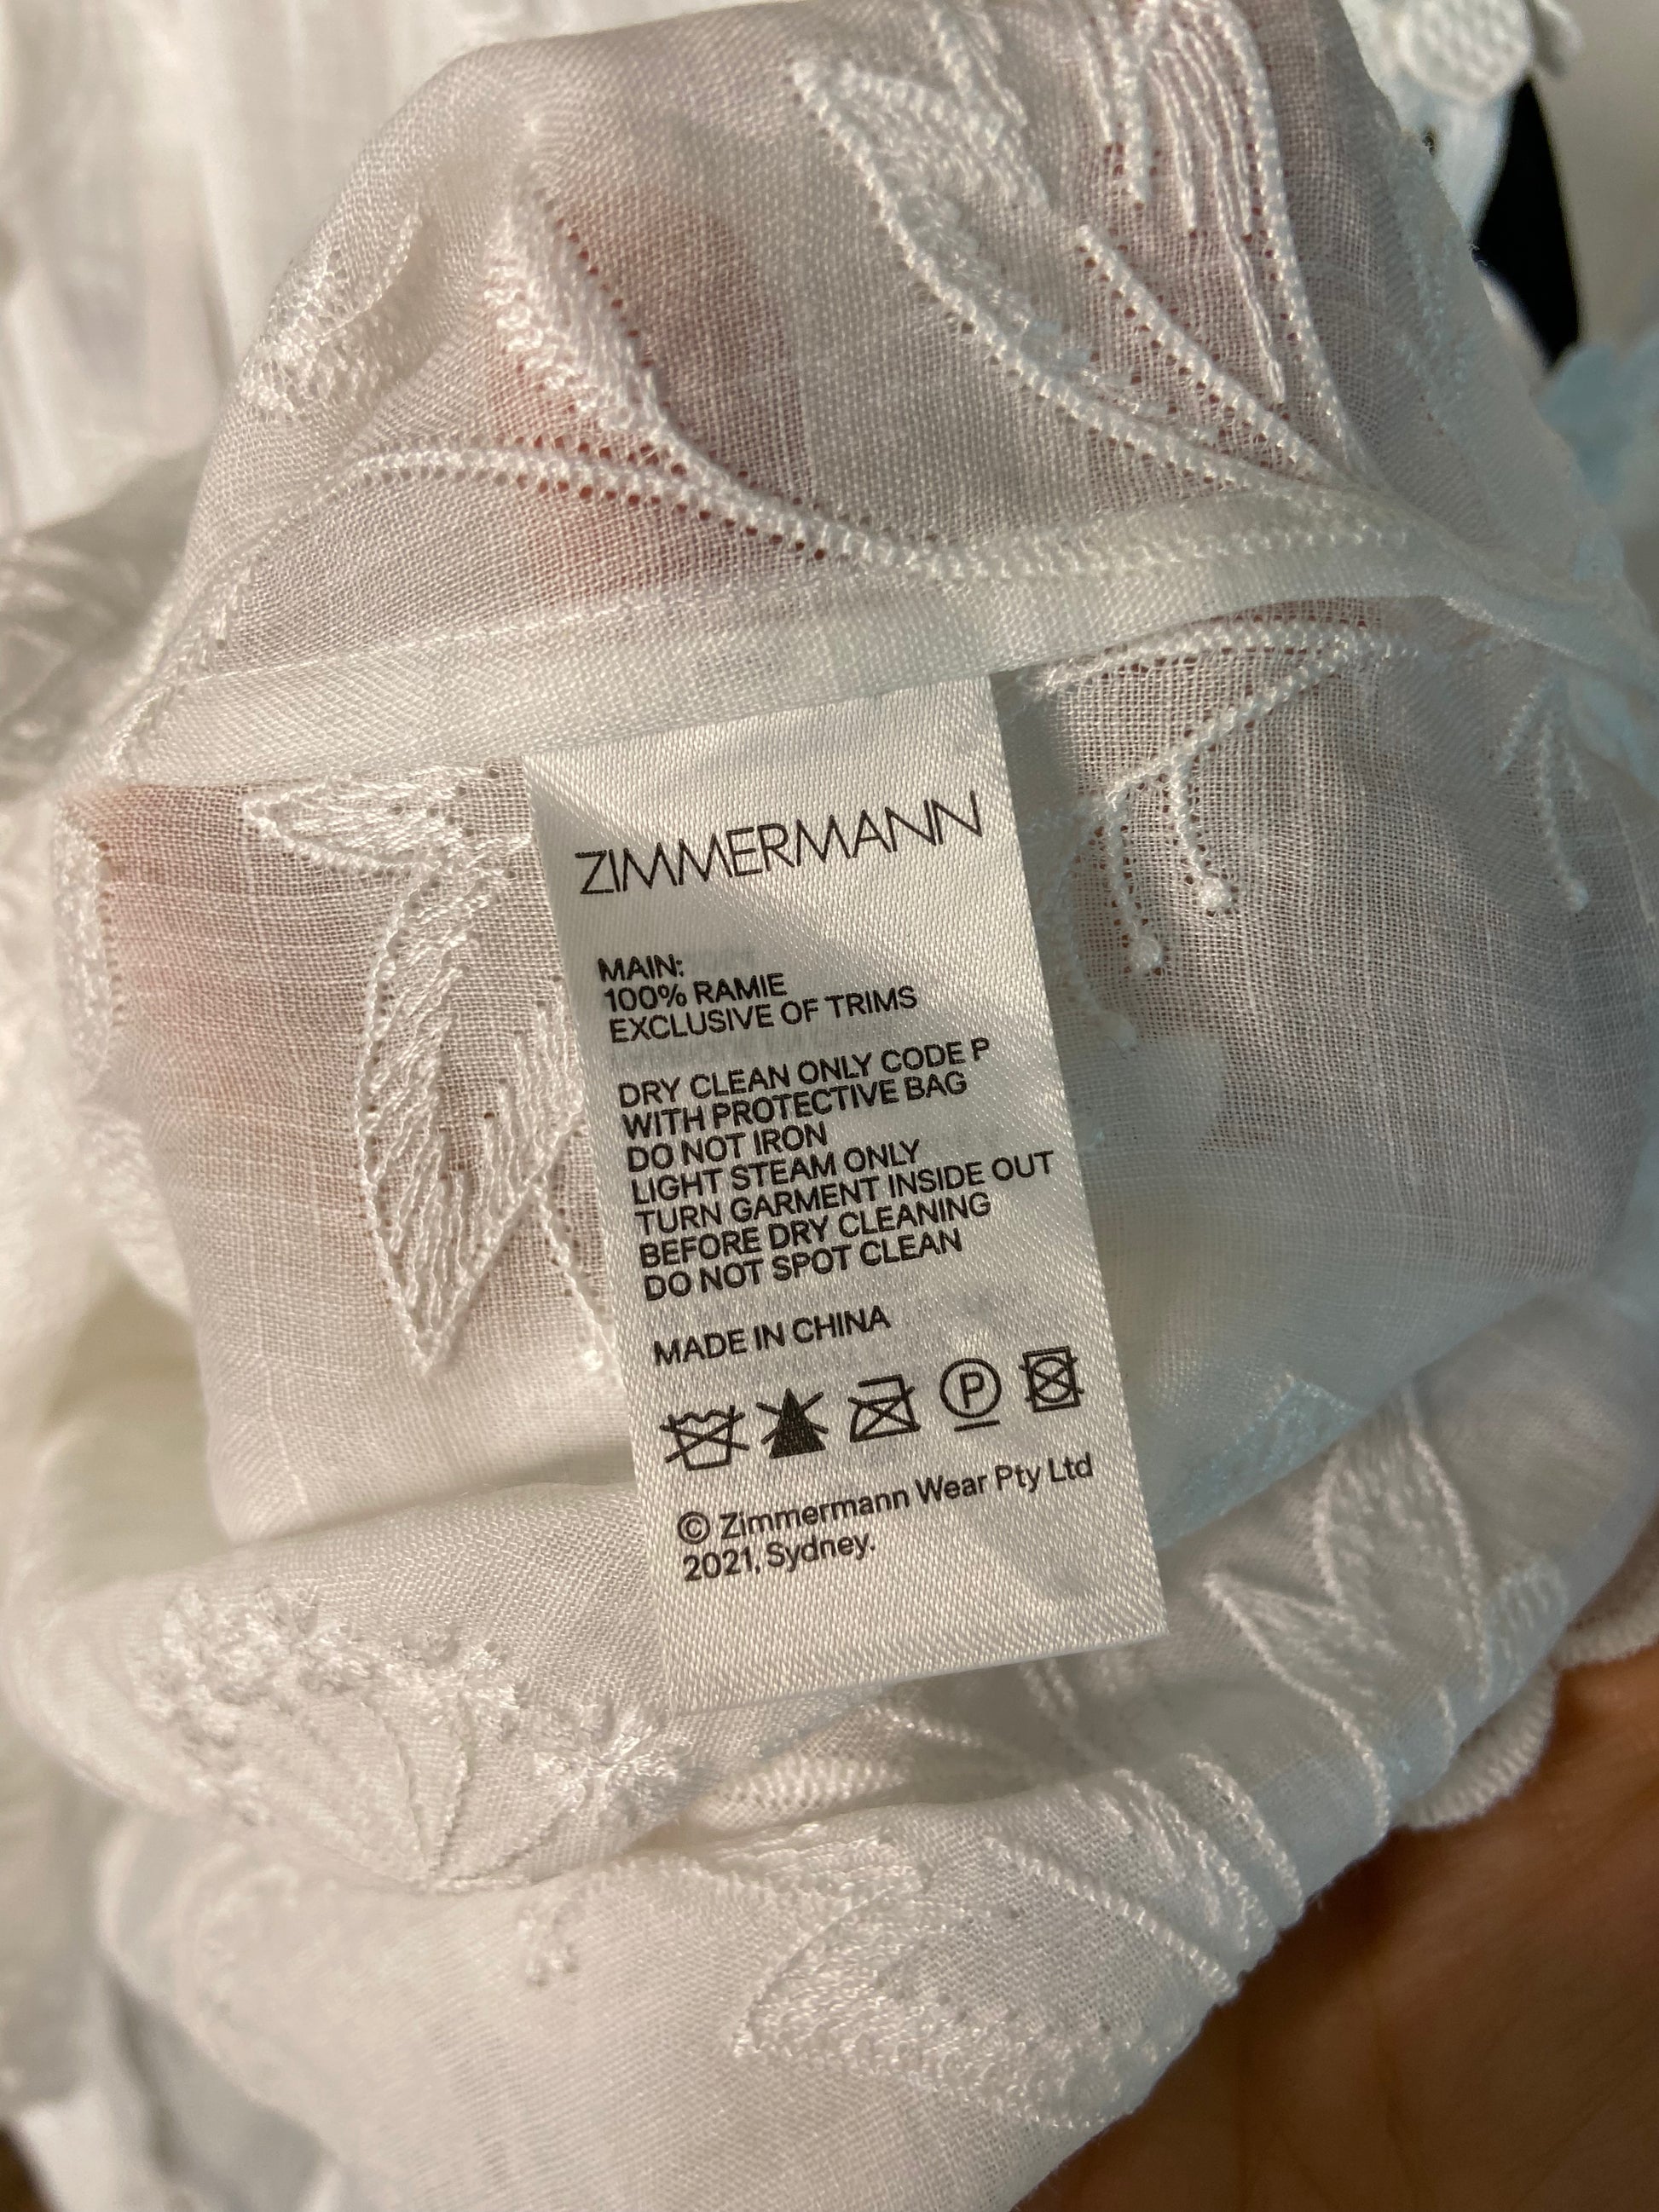 ZIMMERMANN
MAIN:
100% RAMIE
EXCLUSIVE OF TRIMS
DRY CLEAN ONLY CODE P
WITH PROTECTIVE BAG
DO NOT IRON
LIGHT STEAM ONLY
TURN GARMENT INSIDE OUT
BEFORE DRY CLEANING
DO NOT SPOT CLEAN
MADE IN CHINA
P
© Zimmermann Wear Pty Ltd
2021, Sydney.